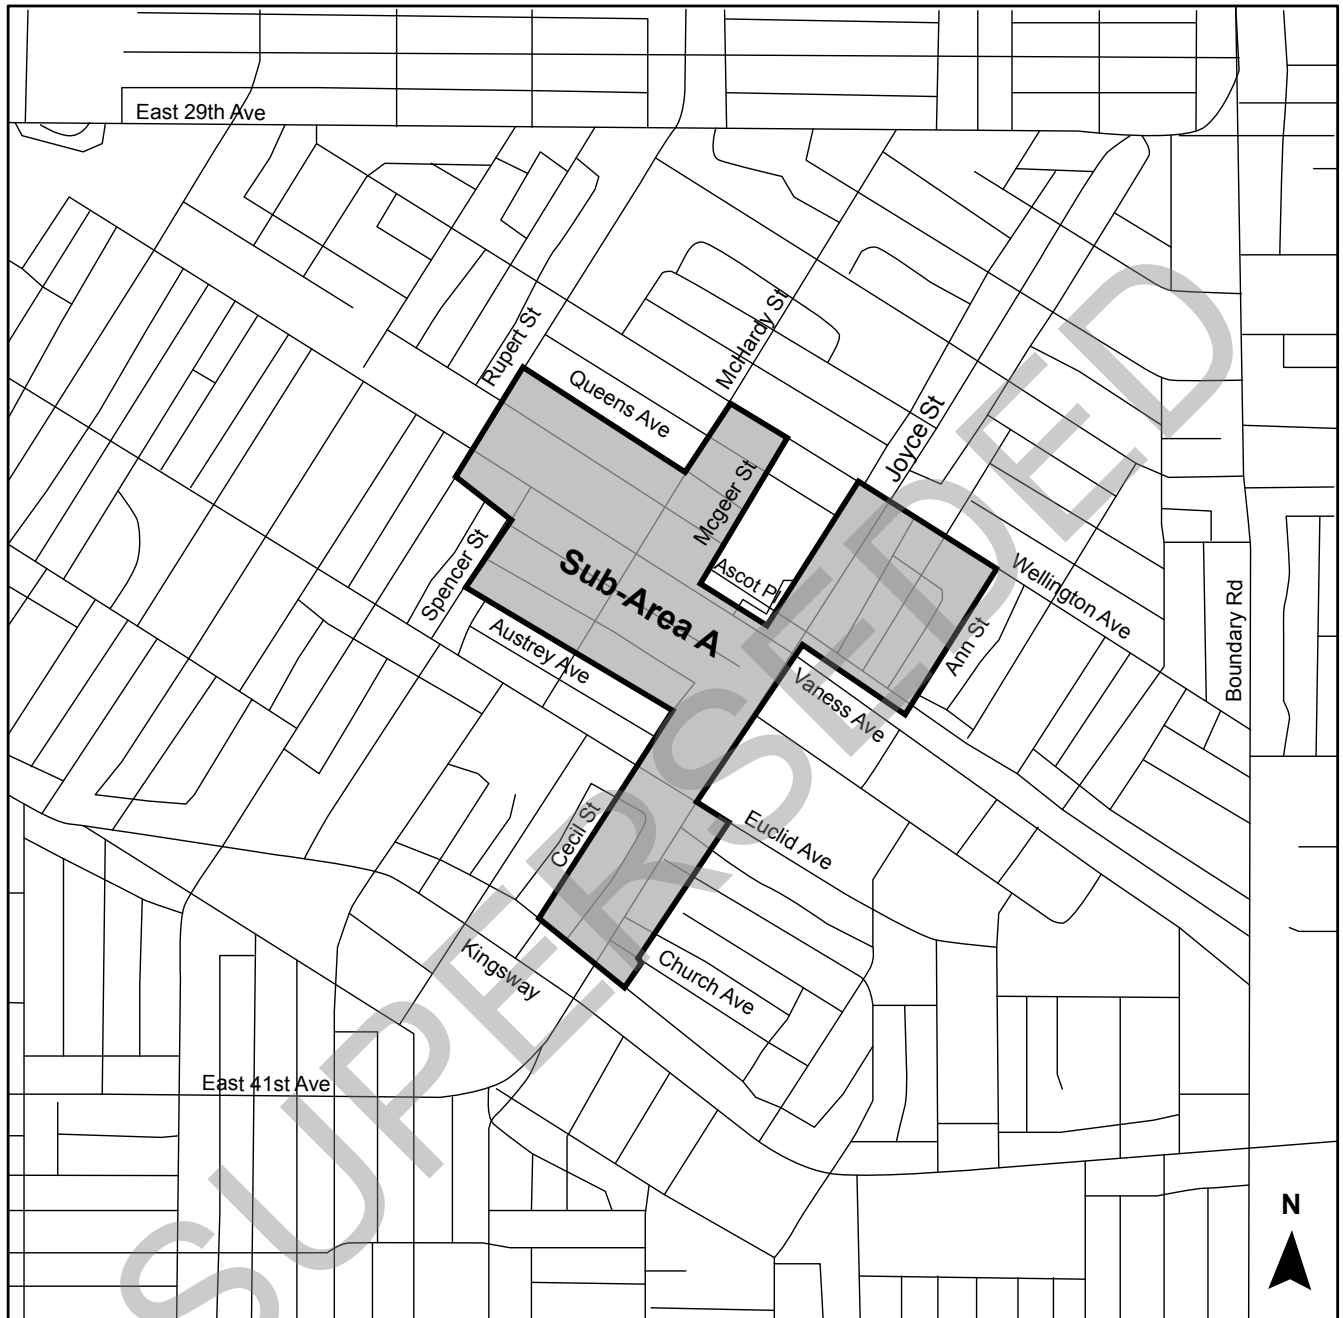 East 29th Ave
Rupert St
McHardy St
Queens Ave
Joyce St
Mcgeer St
Spencer St
Sub-Area A
Ascot Pl
Wellington Ave
Ann St
Boundary Rd
Austrey Ave
Vaness Ave
Cecil St
Euclid Ave
Kingsway
Church Ave
East 41st Ave
N
SUPERSEDED